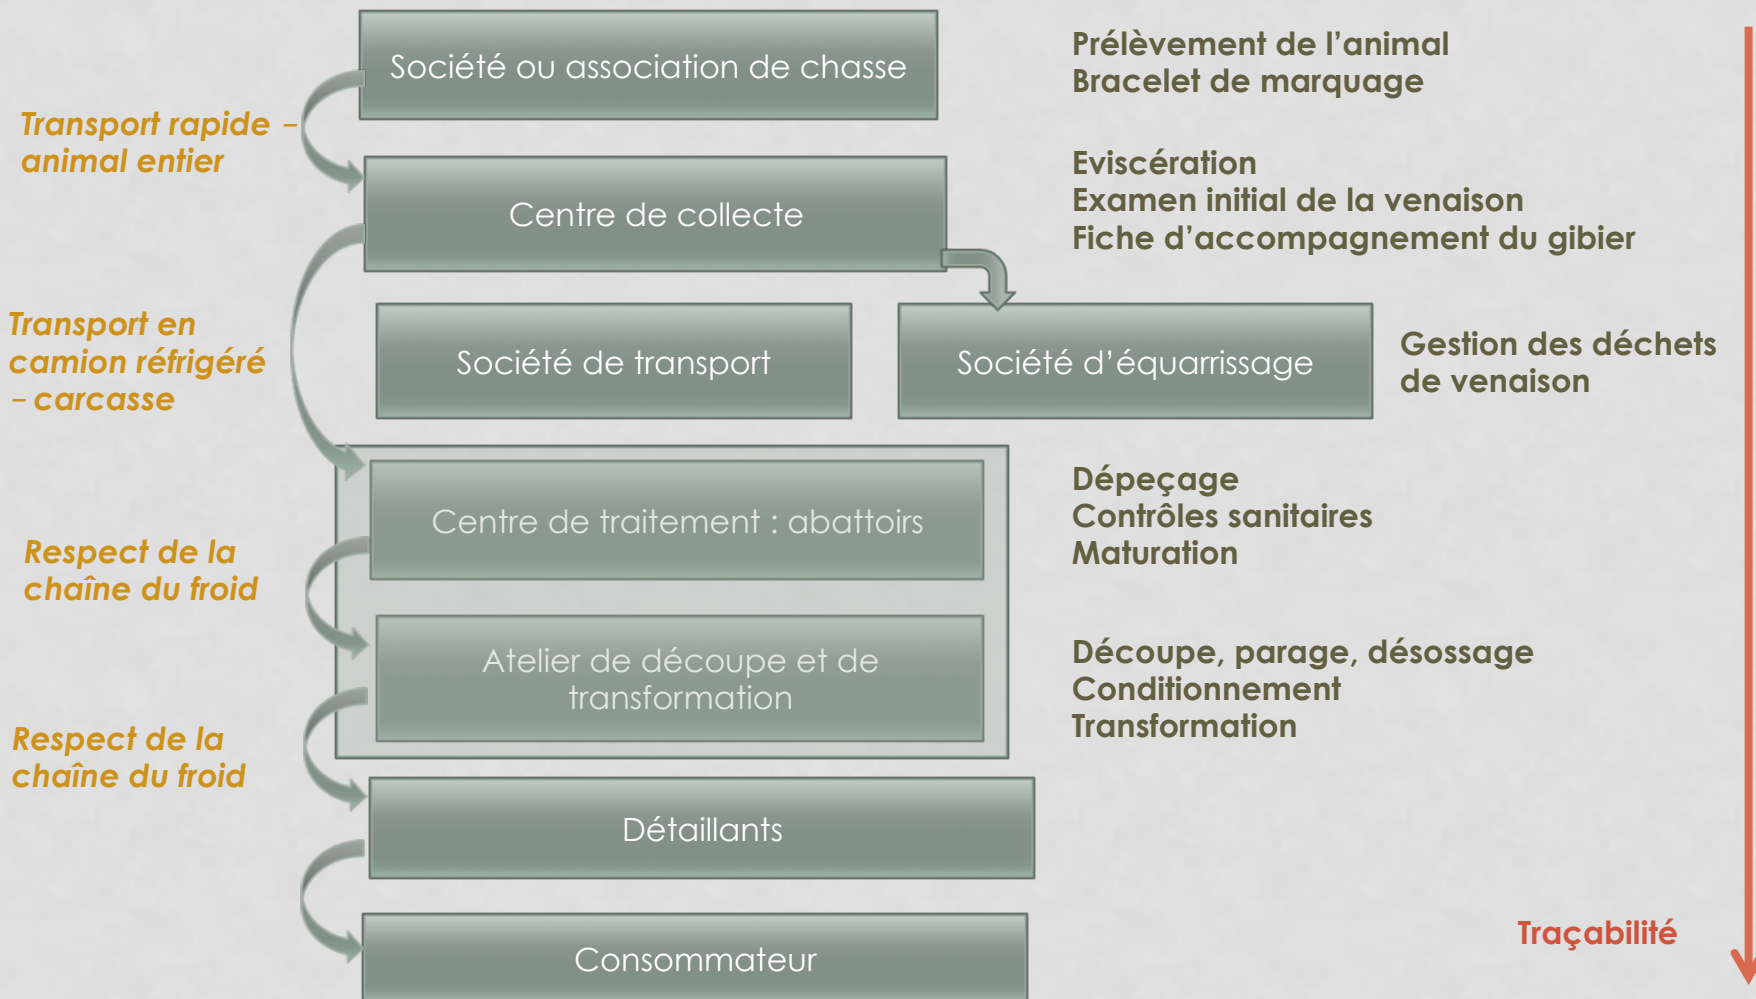 Société ou association de chasse
Prélèvement de l'animal
Bracelet de marquage
Transport rapide –
animal entier
Centre de collecte
Eviscération
Examen initial de la venaison
Fiche d'accompagnement du gibier
Transport en
camion réfrigéré
– carcasse
Société de transport
Société d'équarrissage
Gestion des déchets
de venaison
Centre de traitement : abattoirs
Dépeçage
Contrôles sanitaires
Maturation
Respect de la
chaîne du froid
Atelier de découpe et de
transformation
Découpe, parage, désossage
Conditionnement
Transformation
Respect de la
chaîne du froid
Détaillants
Consommateur
Traçabilité